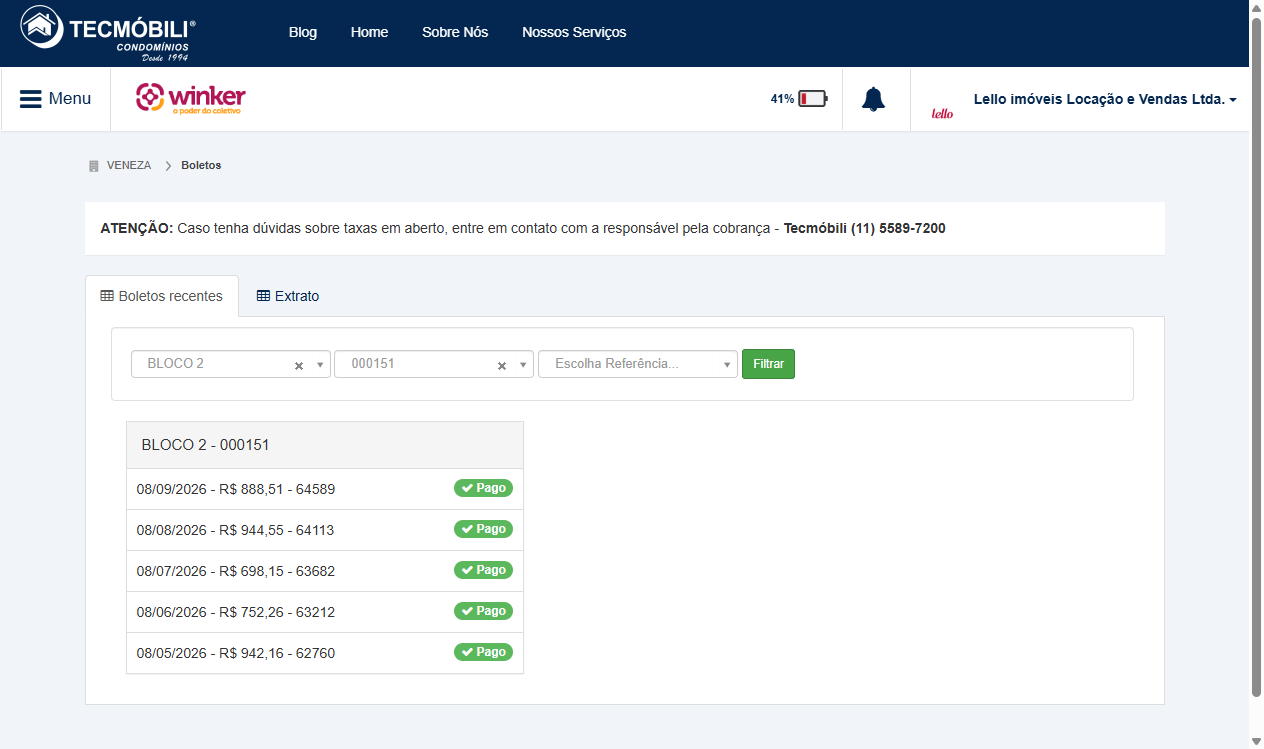 TECMÓBILI®
CONDOMÍNIOS
Desde 1994
Blog Home Sobre Nós Nossos Serviços
Menu
winker
o poder do coletivo
41%
lello
Lello imóveis Locação e Vendas Ltda.
VENEZA Boletos
ATENÇÃO: Caso tenha dúvidas sobre taxas em aberto, entre em contato com a responsável pela cobrança - Tecmóbili (11) 5589-7200
Boletos recentes Extrato
BLOCO 2 × 000151 × Escolha Referência... Filtrar
BLOCO 2 - 000151
08/09/2026 - R$ 888,51 - 64589 Pago
08/08/2026 - R$ 944,55 - 64113 Pago
08/07/2026 - R$ 698,15 - 63682 Pago
08/06/2026 - R$ 752,26 - 63212 Pago
08/05/2026 - R$ 942,16 - 62760 Pago